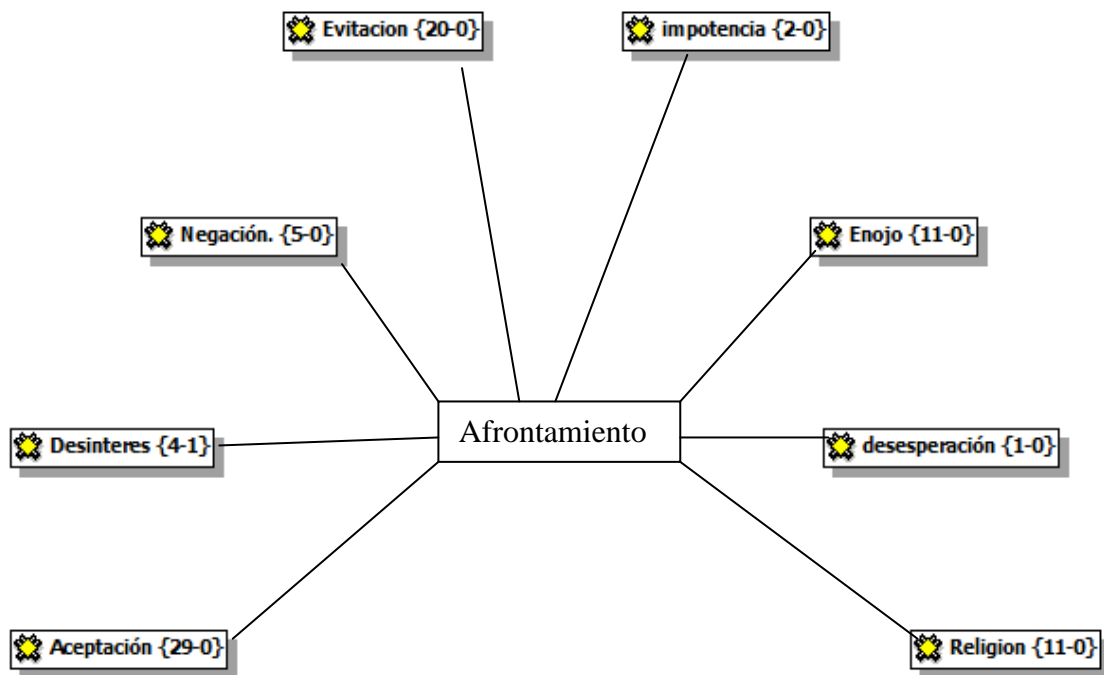 Evitacion {20-0}
impotencia {2-0}
Negación. {5-0}
Enojo {11-0}
Afrontamiento
Desinteres {4-1}
desesperación {1-0}
Aceptación {29-0}
Religion {11-0}